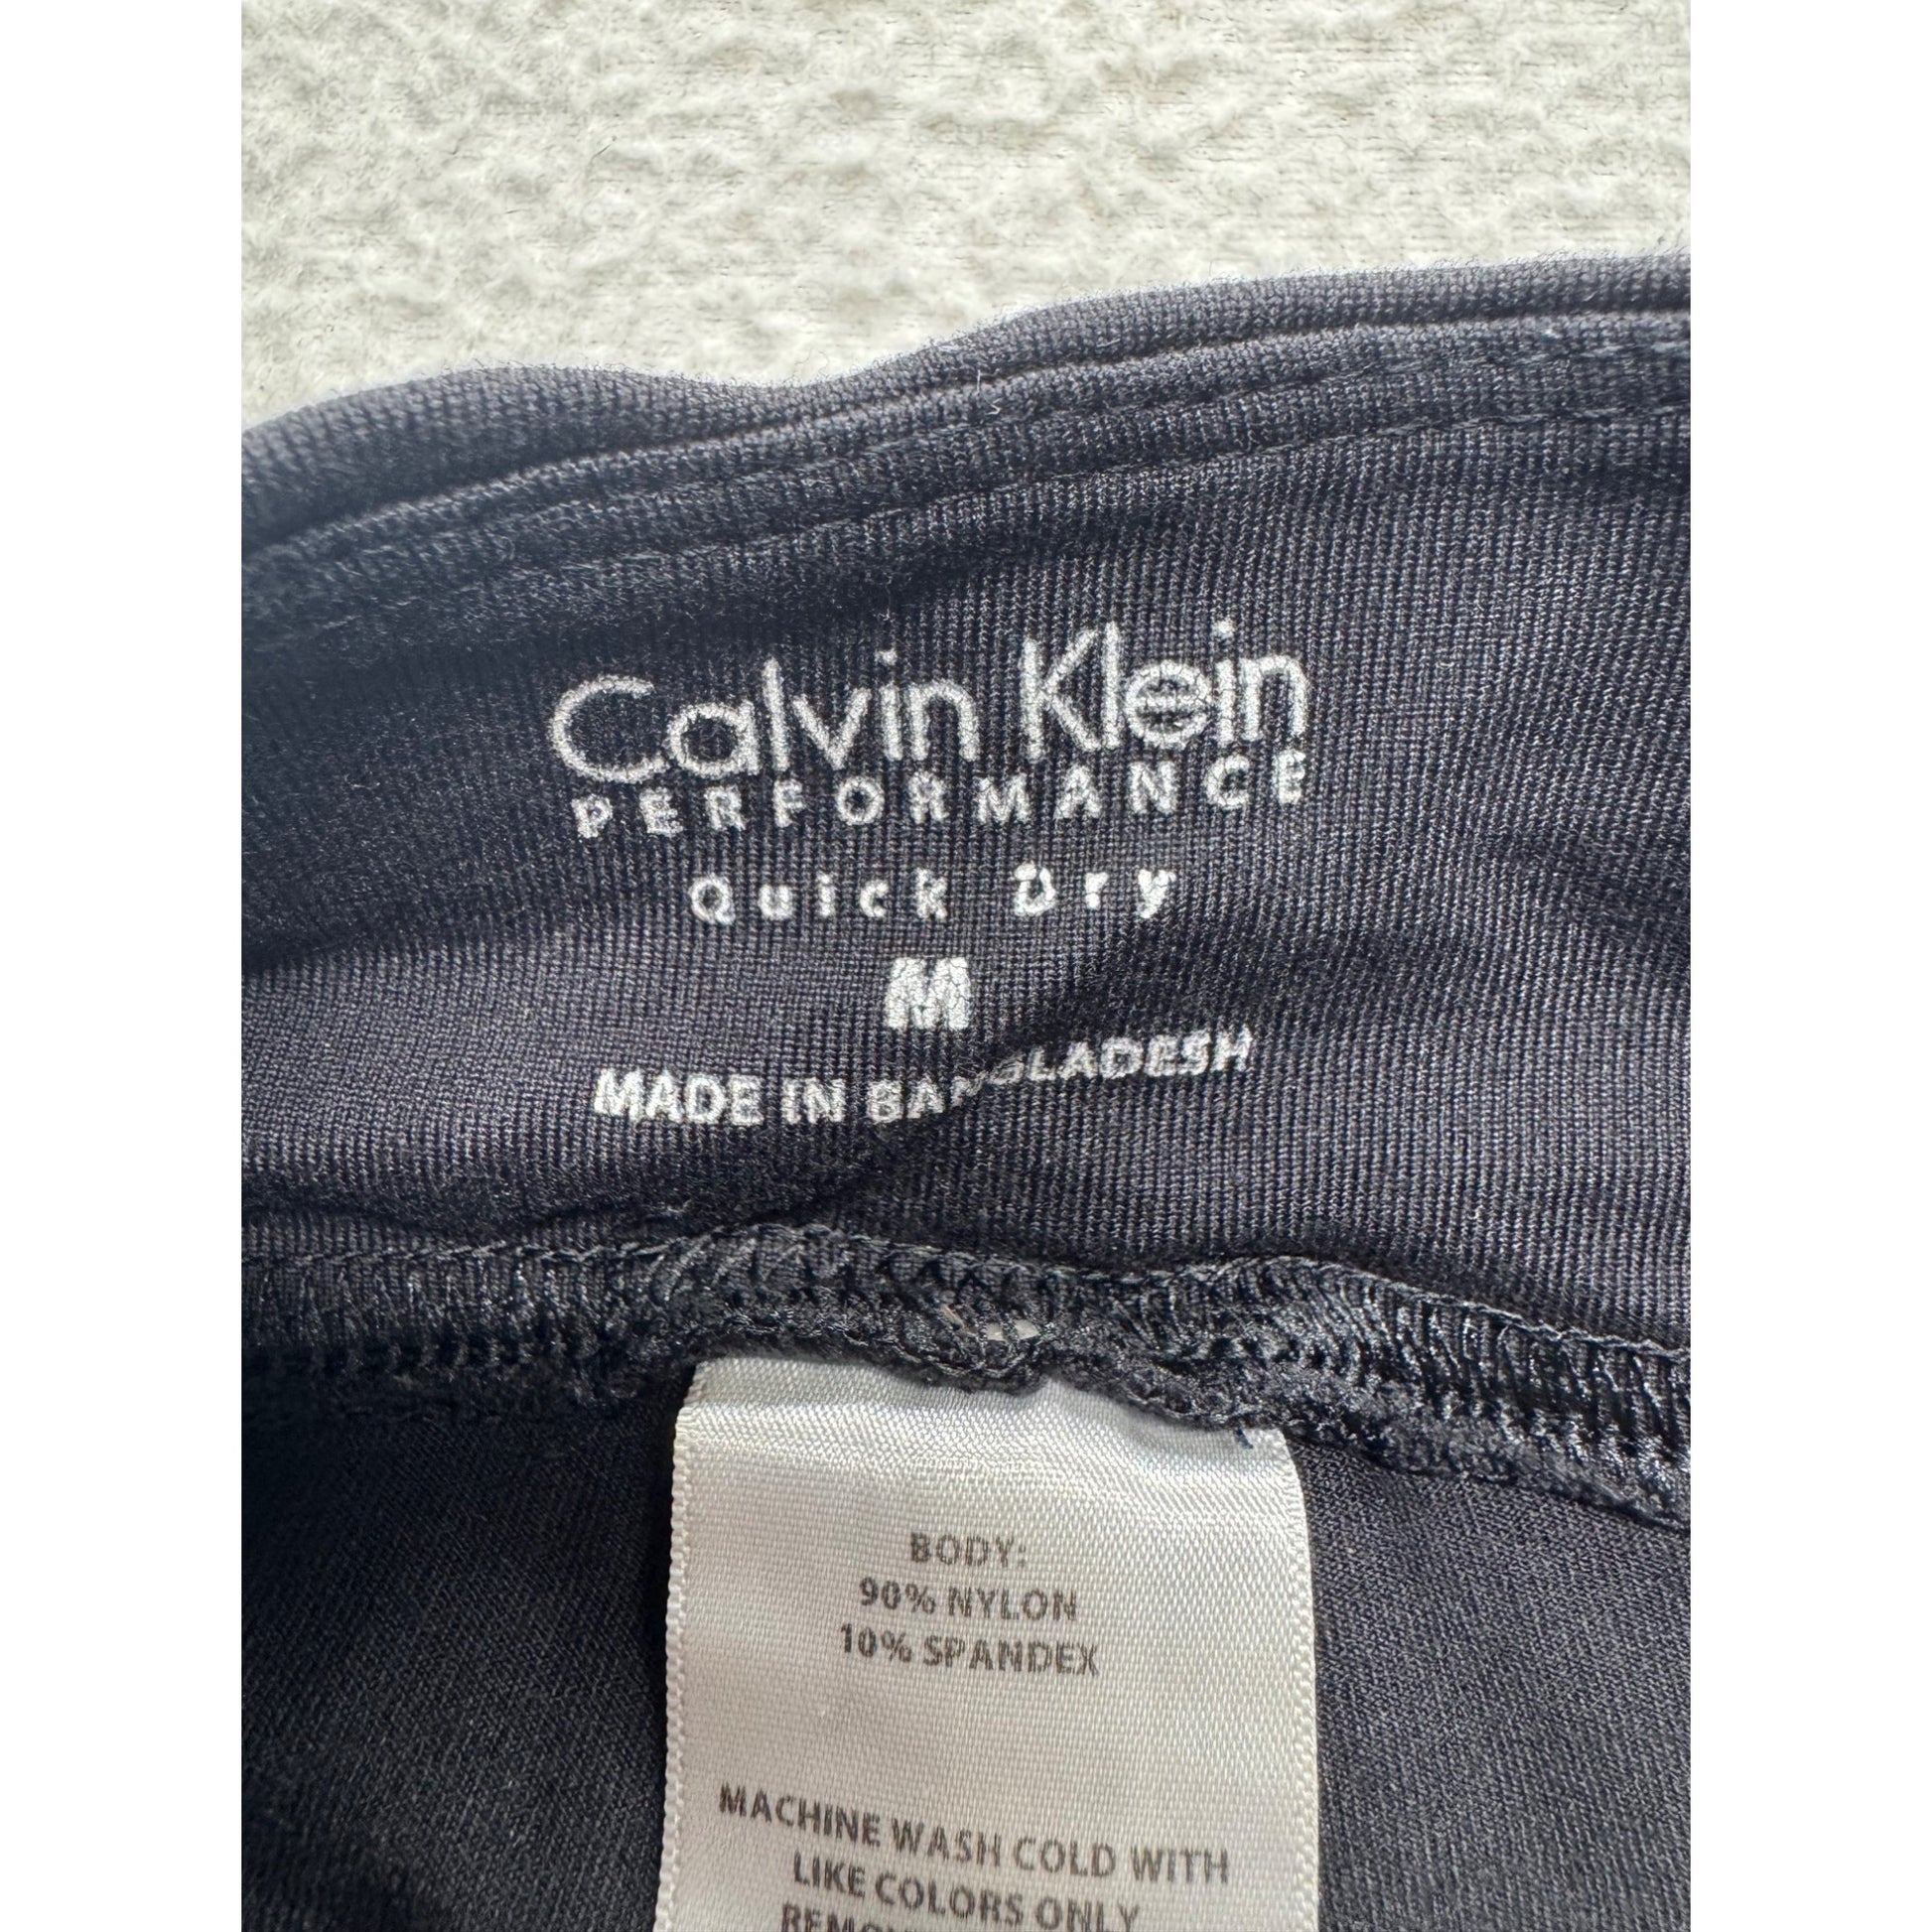 Calvin Klein
PERFORMANCE
Quick Dry
M
MADE IN BANGLADESH
BODY:
90% NYLON
10% SPANDEX
MACHINE WASH COLD WITH
LIKE COLORS ONLY